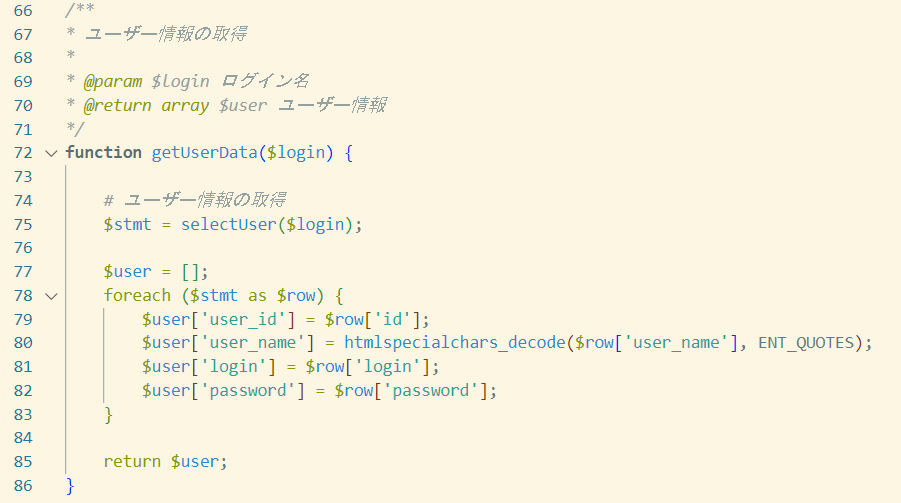 66 /**
67 * ユーザー情報の取得
68 *
69 * @param $login ログイン名
70 * @return array $user ユーザー情報
71 */
72 function getUserData($login) {
73
74 # ユーザー情報の取得
75 $stmt = selectUser($login);
76
77 $user = [];
78 foreach ($stmt as $row) {
79 $user['user_id'] = $row['id'];
80 $user['user_name'] = htmlspecialchars_decode($row['user_name'], ENT_QUOTES);
81 $user['login'] = $row['login'];
82 $user['password'] = $row['password'];
83 }
84
85 return $user;
86 }